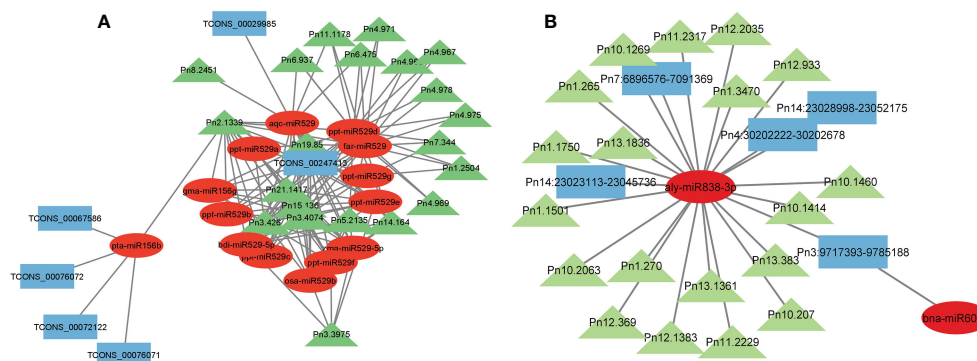 A
TCONS_00029985
Pn11.1178
Pn4.971
Pn6.937
Pn6.475
Pn4.967
Pn8.2451
Pn4.978
Pn4.975
Pn2.1339
aqc-miR529
ppt-miR529d
Pn19.85
far-miR529
Pn7.344
ppt-miR529a
TCONS_00247413
Pn1.2504
ppt-miR529g
gma-miR156g
Pn21.1417
ppt-miR529e
Pn4.969
Pn15.136
ppt-miR529b
Pn3.426
Pn3.4074
Pn5.2135
Pn14.164
TCONS_00067586
pta-miR156b
bdi-miR529-5p
ppt-miR529f
TCONS_00076072
osa-miR529b
TCONS_00072122
Pn3.3975
TCONS_00076071
B
Pn12.2035
Pn11.2317
Pn10.1269
Pn12.933
Pn7:6896576-7091369
Pn1.265
Pn1.3470
Pn14:23028998-23052175
Pn4:30202222-30202678
Pn1.1750
Pn13.1836
Pn14:23023113-23045736
aly-miR838-3p
Pn10.1460
Pn1.1501
Pn10.1414
Pn3:9717393-9785188
Pn10.2063
Pn1.270
Pn13.383
Pn13.1361
Pn12.369
Pn10.207
bna-miR60
Pn12.1383
Pn11.2229